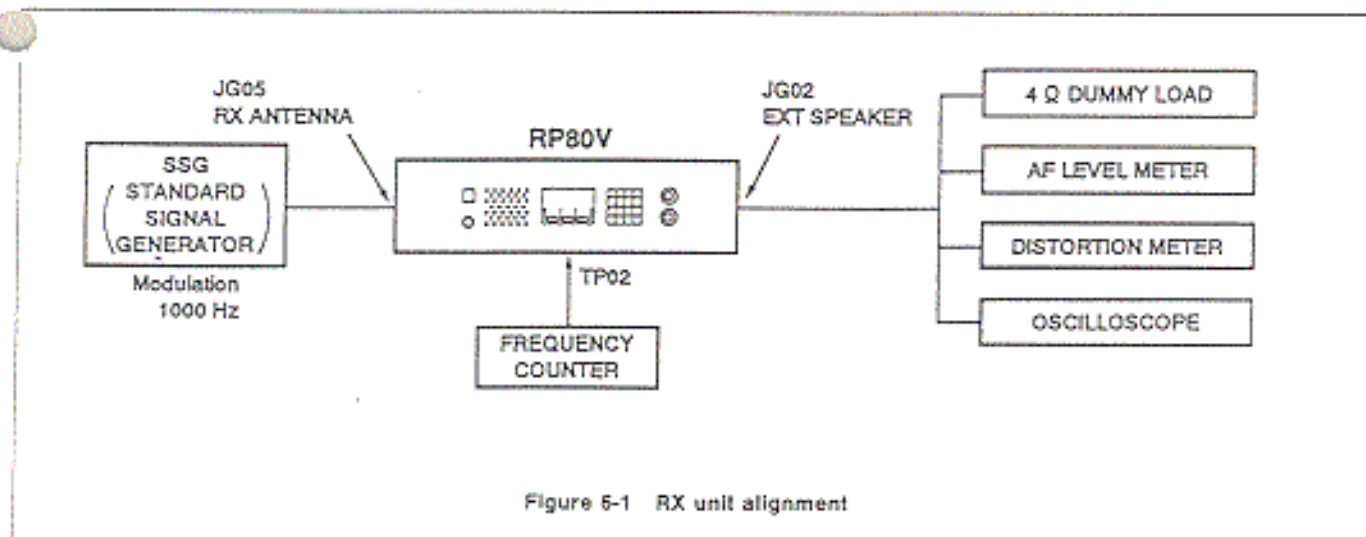 JG05
RX ANTENNA
JG02
EXT SPEAKER
RP80V
SSG
(STANDARD
SIGNAL
GENERATOR)
Modulation
1000 Hz
TP02
FREQUENCY
COUNTER
4 Ω DUMMY LOAD
AF LEVEL METER
DISTORTION METER
OSCILLOSCOPE
Figure 5-1 RX unit alignment